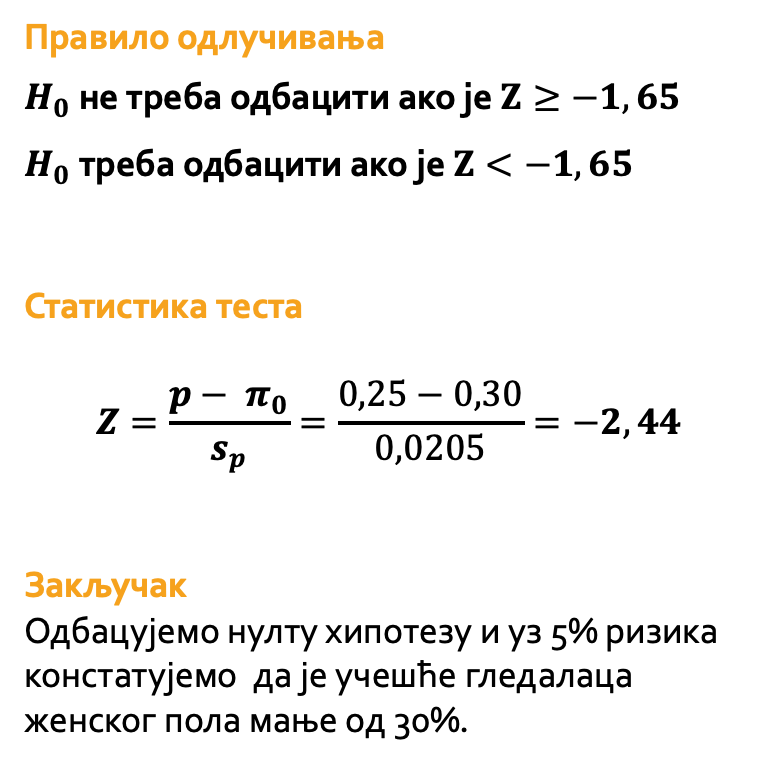 Правило одлучивања
H₀ не треба одбацити ако је Z ≥ −1,65
H₀ треба одбацити ако је Z < −1,65
Статистика теста
Z = (p − π₀)/sₚ = (0,25 − 0,30)/0,0205 = −2,44
Закључак
Одбацујемо нулту хипотезу и уз 5% ризика
констатујемо да је учешће гледалаца
женског пола мање од 30%.